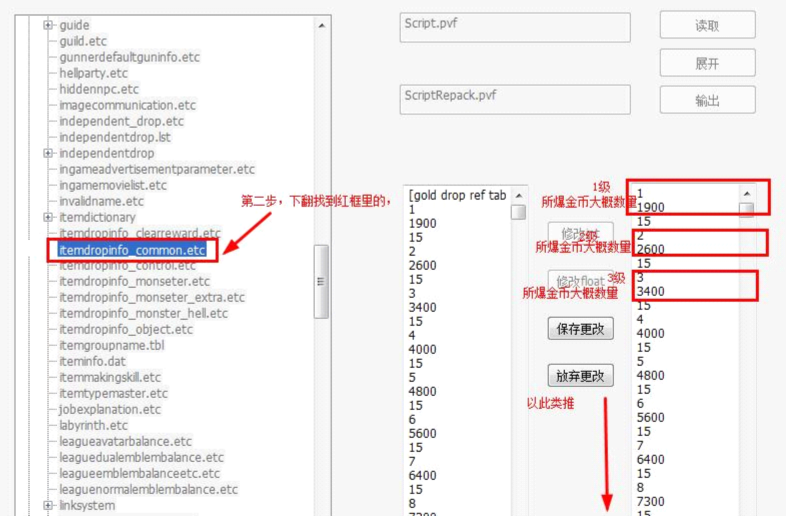 guide
guild.etc
gunnerdefaultguninfo.etc
hellparty.etc
hiddennpc.etc
imagecommunication.etc
independent_drop.etc
independentdrop.lst
independentdrop
ingameadvertisementparameter.etc
ingamemovielist.etc
invalidname.etc
itemdictionary
itemdropinfo_clearreward.etc
itemdropinfo_common.etc
itemdropinfo_control.etc
itemdropinfo_monseter.etc
itemdropinfo_monseter_extra.etc
itemdropinfo_monster_hell.etc
itemdropinfo_object.etc
itemgroupname.tbl
iteminfo.dat
itemmakingskill.etc
itemtypemaster.etc
jobexplanation.etc
labyrinth.etc
leagueavatarbalance.etc
leaguedualemblembalance.etc
leagueemblembalanceetc.etc
leaguenormalemblembalance.etc
linksystem
第二步，下翻找到红框里的，
Script.pvf
读取
展开
ScriptRepack.pvf
输出
[gold drop ref tab
1
1900
15
2
2600
15
3
3400
15
4
4000
15
5
4800
15
6
5600
15
7
6400
15
8
7300
1级
所爆金币大概数量
2级
所爆金币大概数量
修改float
3级
所爆金币大概数量
保存更改
放弃更改
以此类推
1
1900
15
2
2600
15
3
3400
15
4
4000
15
5
4800
15
6
5600
15
7
6400
15
8
7300
15